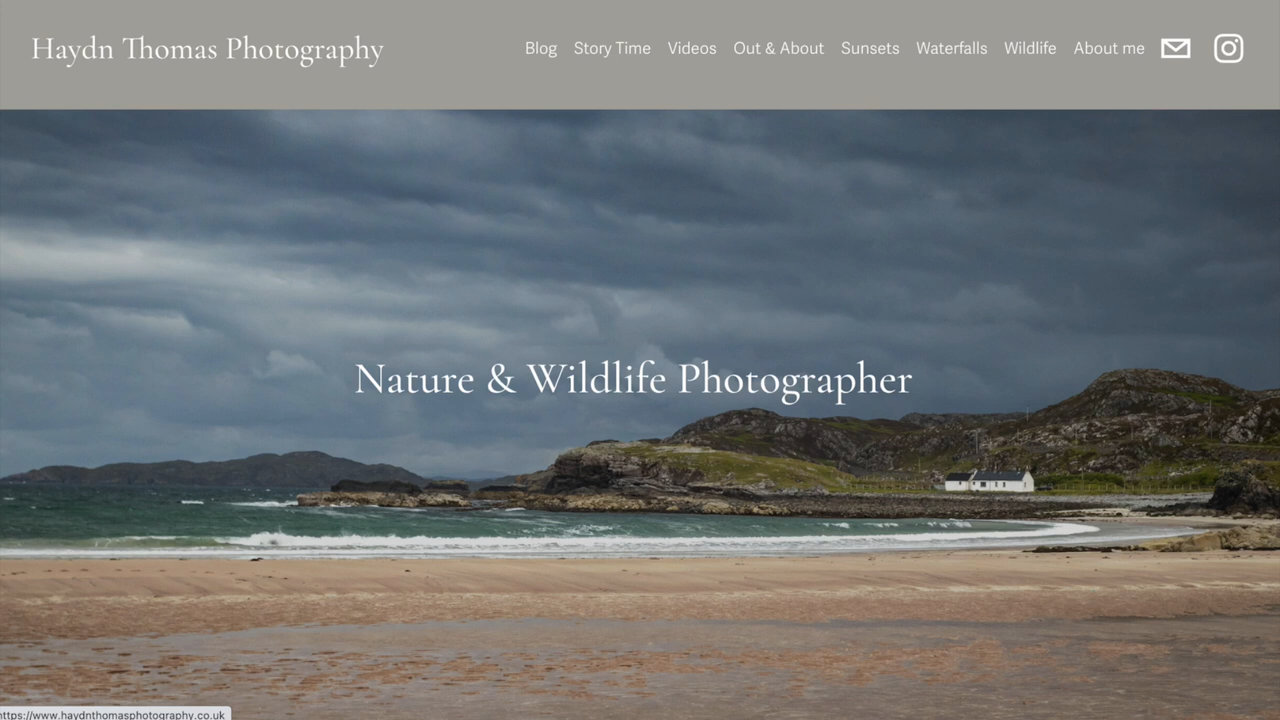 Haydn Thomas Photography
Blog Story Time Videos Out & About Sunsets Waterfalls Wildlife About me
Nature & Wildlife Photographer
https://www.haydnthomasphotography.co.uk